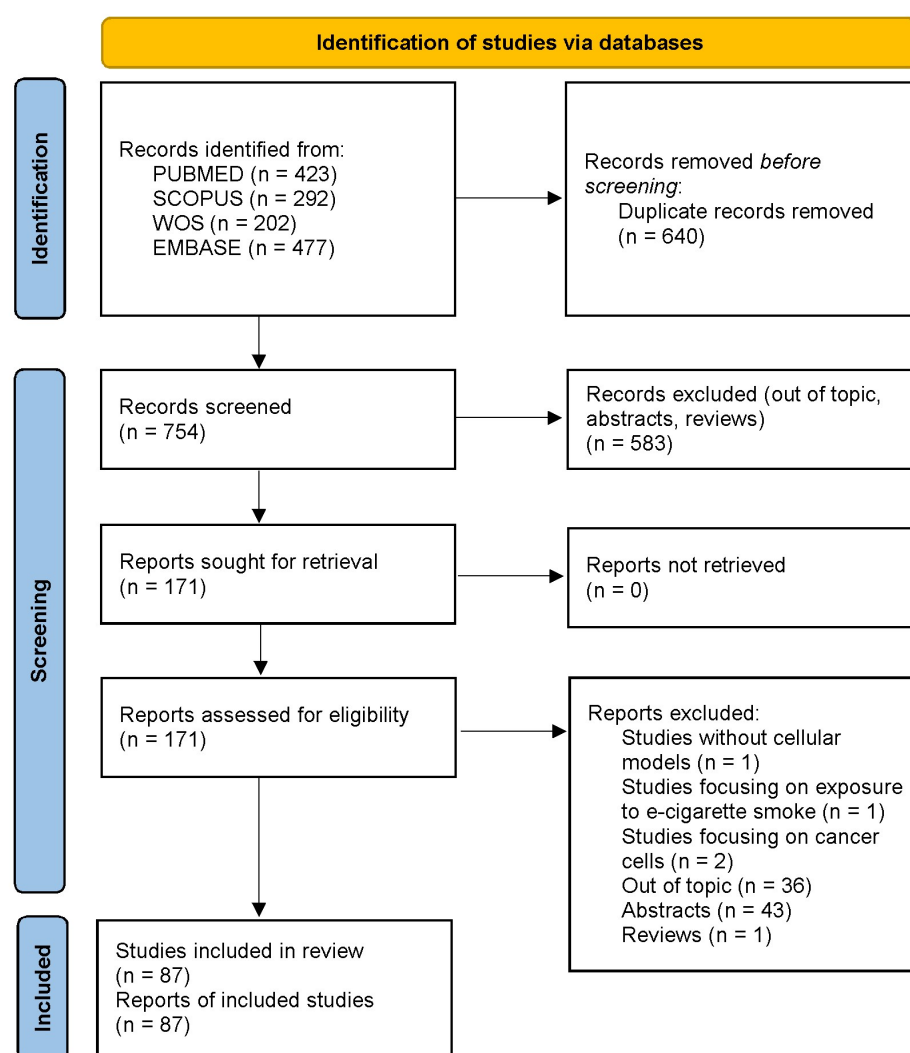 Identification of studies via databases
Identification
Records identified from:
PUBMED (n = 423)
SCOPUS (n = 292)
WOS (n = 202)
EMBASE (n = 477)
Records removed before
screening:
Duplicate records removed
(n = 640)
Screening
Records screened
(n = 754)
Records excluded (out of topic,
abstracts, reviews)
(n = 583)
Reports sought for retrieval
(n = 171)
Reports not retrieved
(n = 0)
Reports assessed for eligibility
(n = 171)
Reports excluded:
Studies without cellular
models (n = 1)
Studies focusing on exposure
to e-cigarette smoke (n = 1)
Studies focusing on cancer
cells (n = 2)
Out of topic (n = 36)
Abstracts (n = 43)
Reviews (n = 1)
Included
Studies included in review
(n = 87)
Reports of included studies
(n = 87)